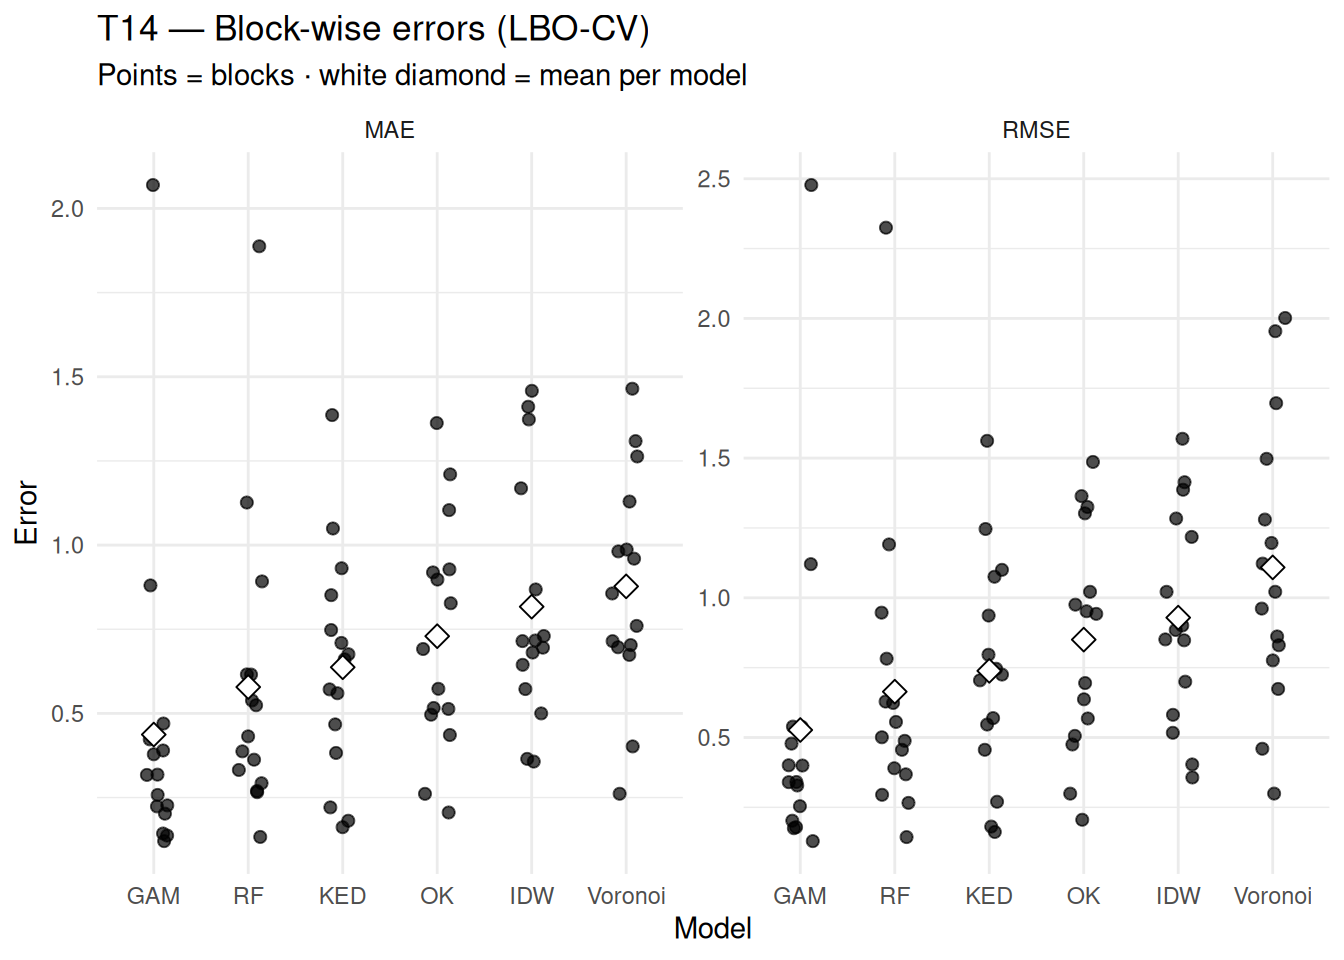 T14 — Block-wise errors (LBO-CV)
Points = blocks · white diamond = mean per model
MAE
RMSE
Error
2.0
1.5
1.0
0.5
2.5
2.0
1.5
1.0
0.5
GAM RF KED OK IDW Voronoi
GAM RF KED OK IDW Voronoi
Model